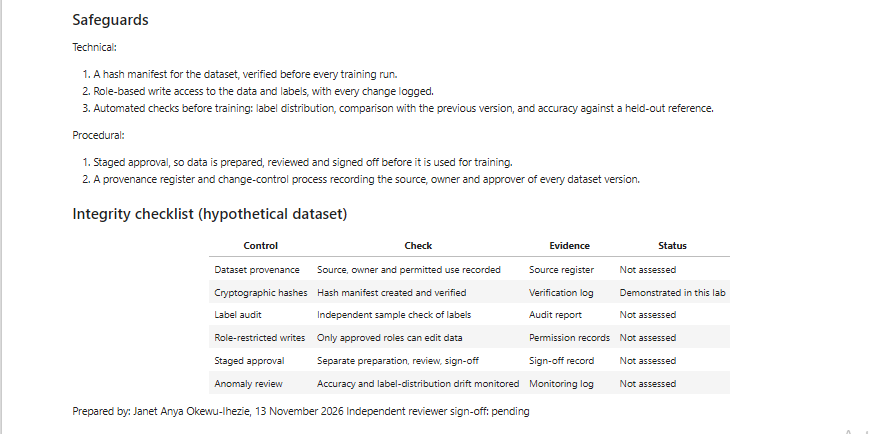 Safeguards
Technical:
1. A hash manifest for the dataset, verified before every training run.
2. Role-based write access to the data and labels, with every change logged.
3. Automated checks before training: label distribution, comparison with the previous version, and accuracy against a held-out reference.
Procedural:
1. Staged approval, so data is prepared, reviewed and signed off before it is used for training.
2. A provenance register and change-control process recording the source, owner and approver of every dataset version.
Integrity checklist (hypothetical dataset)
Control Check Evidence Status
Dataset provenance Source, owner and permitted use recorded Source register Not assessed
Cryptographic hashes Hash manifest created and verified Verification log Demonstrated in this lab
Label audit Independent sample check of labels Audit report Not assessed
Role-restricted writes Only approved roles can edit data Permission records Not assessed
Staged approval Separate preparation, review, sign-off Sign-off record Not assessed
Anomaly review Accuracy and label-distribution drift monitored Monitoring log Not assessed
Prepared by: Janet Anya Okewu-Ihezie, 13 November 2026 Independent reviewer sign-off: pending